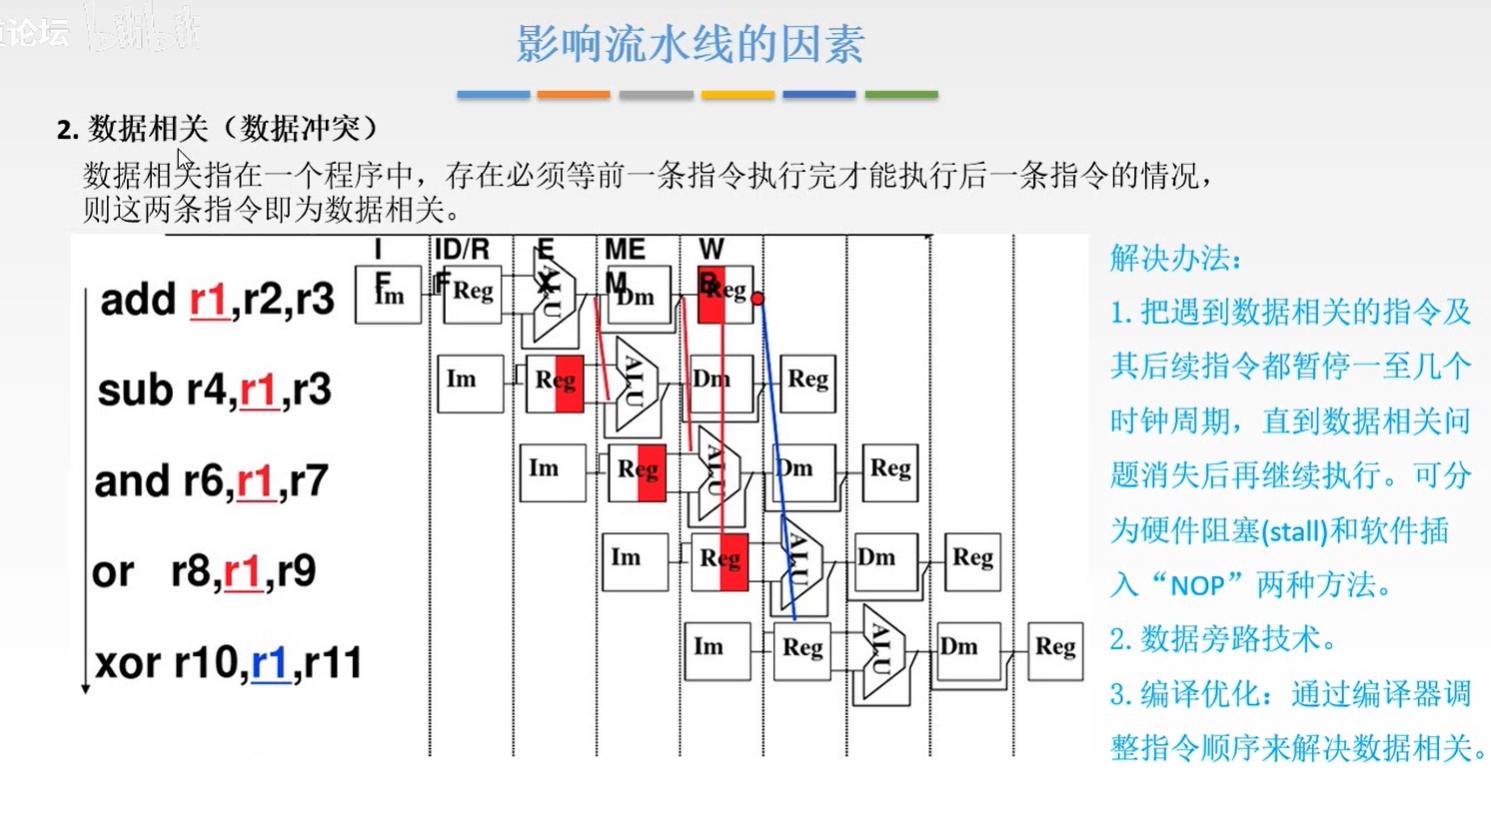 论坛 bilibili
影响流水线的因素
2. 数据相关（数据冲突）
数据相关指在一个程序中，存在必须等前一条指令执行完才能执行后一条指令的情况，
则这两条指令即为数据相关。
IF ID/RF EX MEM WB
add r1,r2,r3 Im Reg ALU Dm Reg
sub r4,r1,r3 Im Reg ALU Dm Reg
and r6,r1,r7 Im Reg ALU Dm Reg
or r8,r1,r9 Im Reg ALU Dm Reg
xor r10,r1,r11 Im Reg ALU Dm Reg
解决办法：
1. 把遇到数据相关的指令及
其后续指令都暂停一至几个
时钟周期，直到数据相关问
题消失后再继续执行。可分
为硬件阻塞(stall)和软件插
入“NOP”两种方法。
2. 数据旁路技术。
3. 编译优化：通过编译器调
整指令顺序来解决数据相关。